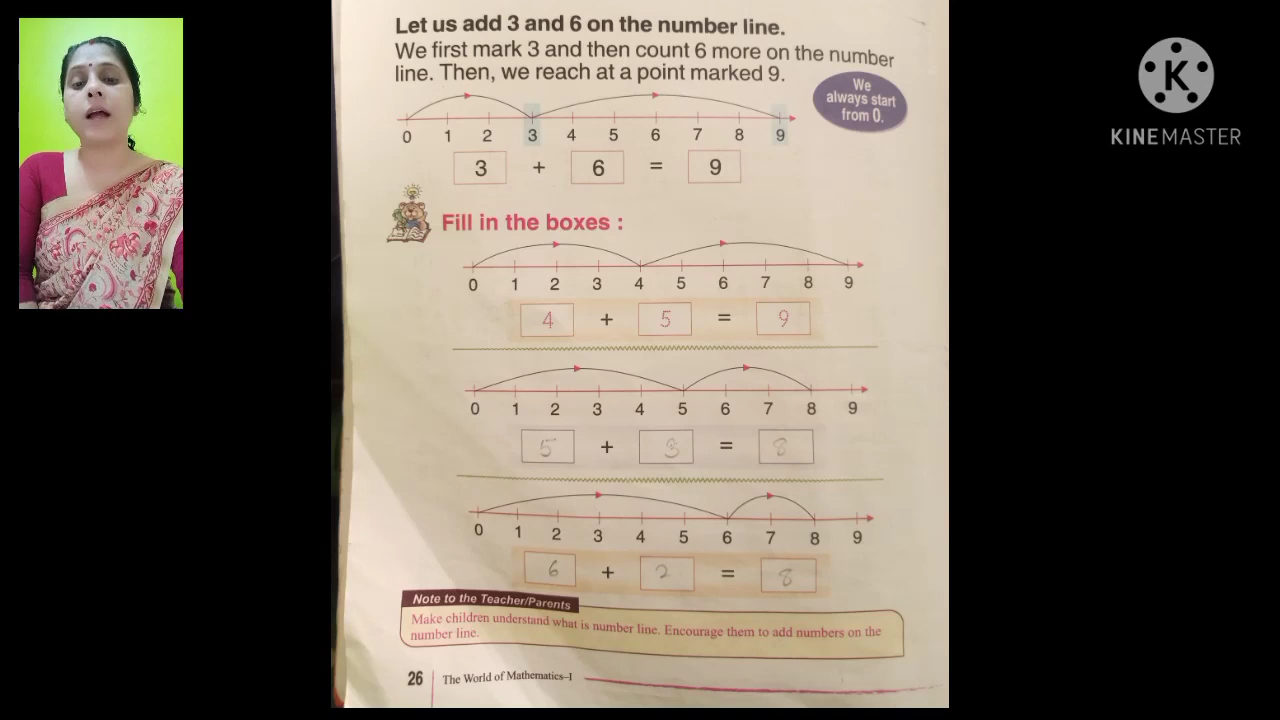 Let us add 3 and 6 on the number line.
We first mark 3 and then count 6 more on the number
line. Then, we reach at a point marked 9.
We
always start
from 0.
0 1 2 3 4 5 6 7 8 9
3 + 6 = 9
Fill in the boxes :
0 1 2 3 4 5 6 7 8 9
4 + 5 = 9
0 1 2 3 4 5 6 7 8 9
5 + 3 = 8
0 1 2 3 4 5 6 7 8 9
6 + 2 = 8
Note to the Teacher/Parents
Make children understand what is number line. Encourage them to add numbers on the
number line.
26 The World of Mathematics–I
K
KINEMASTER